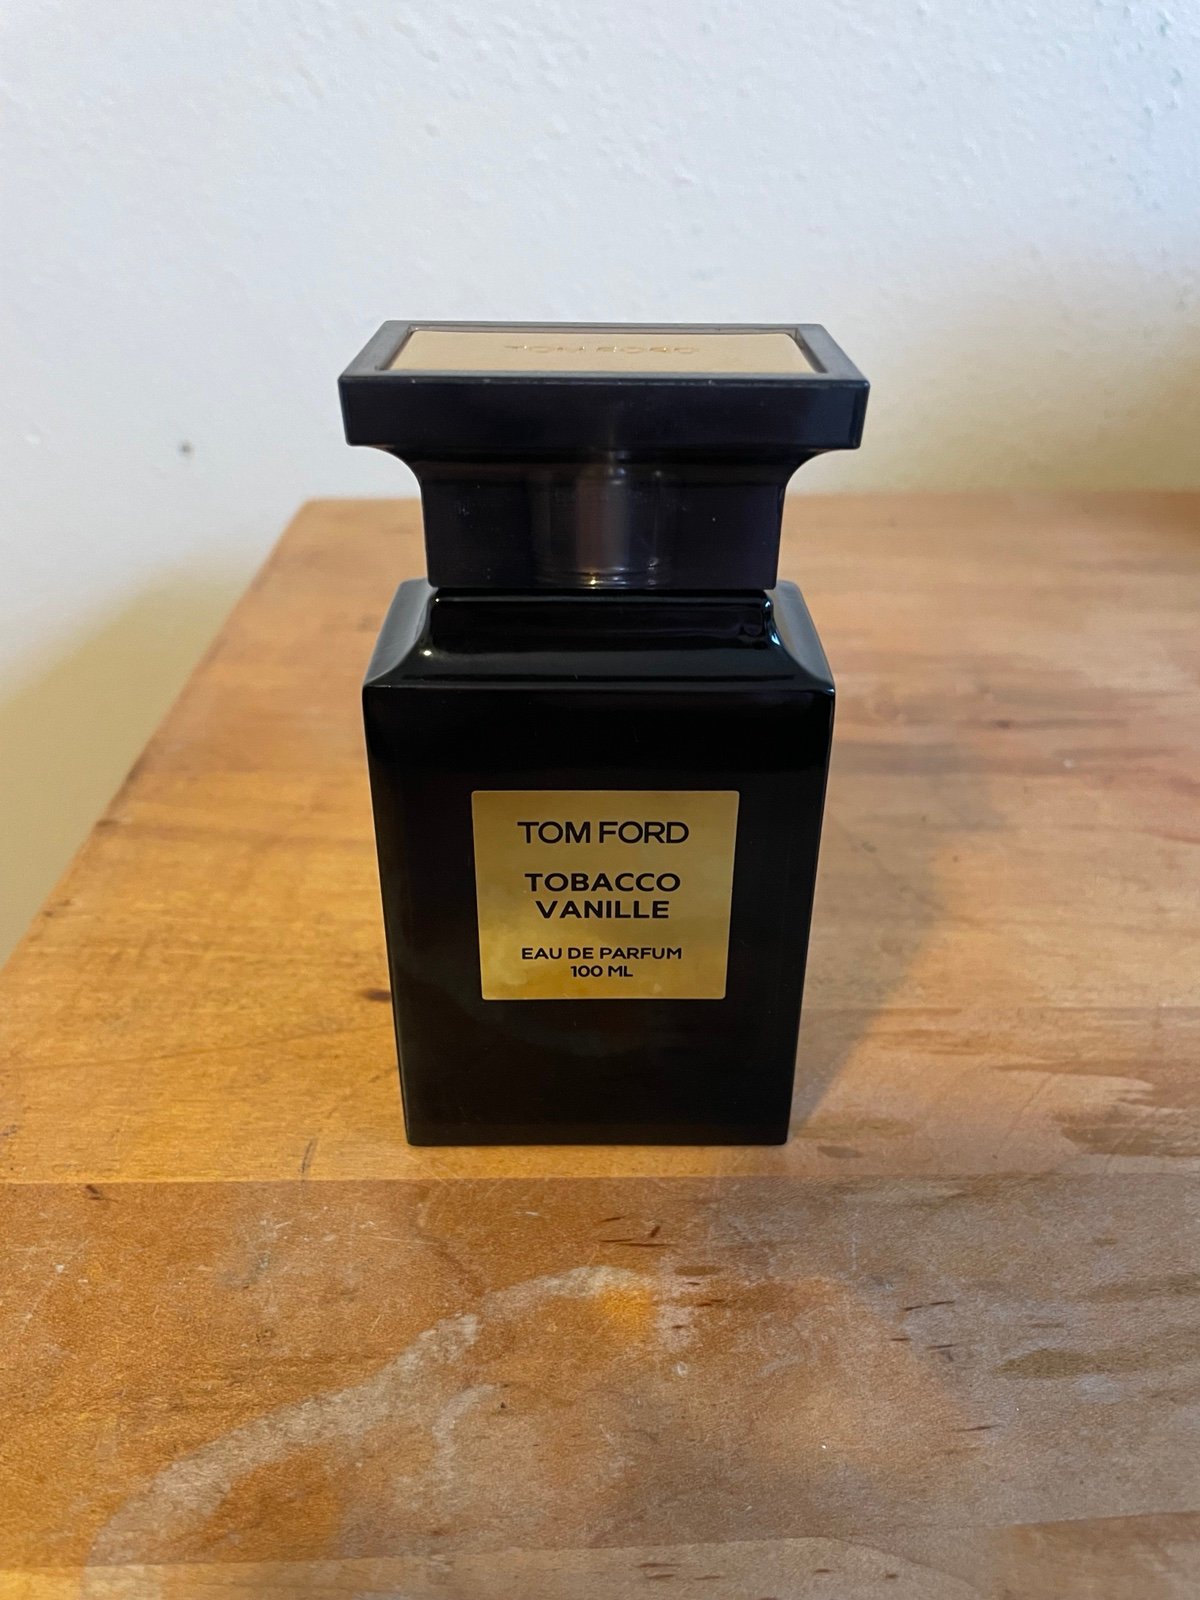 TOM FORD
TOM FORD
TOBACCO
VANILLE
EAU DE PARFUM
100 ML